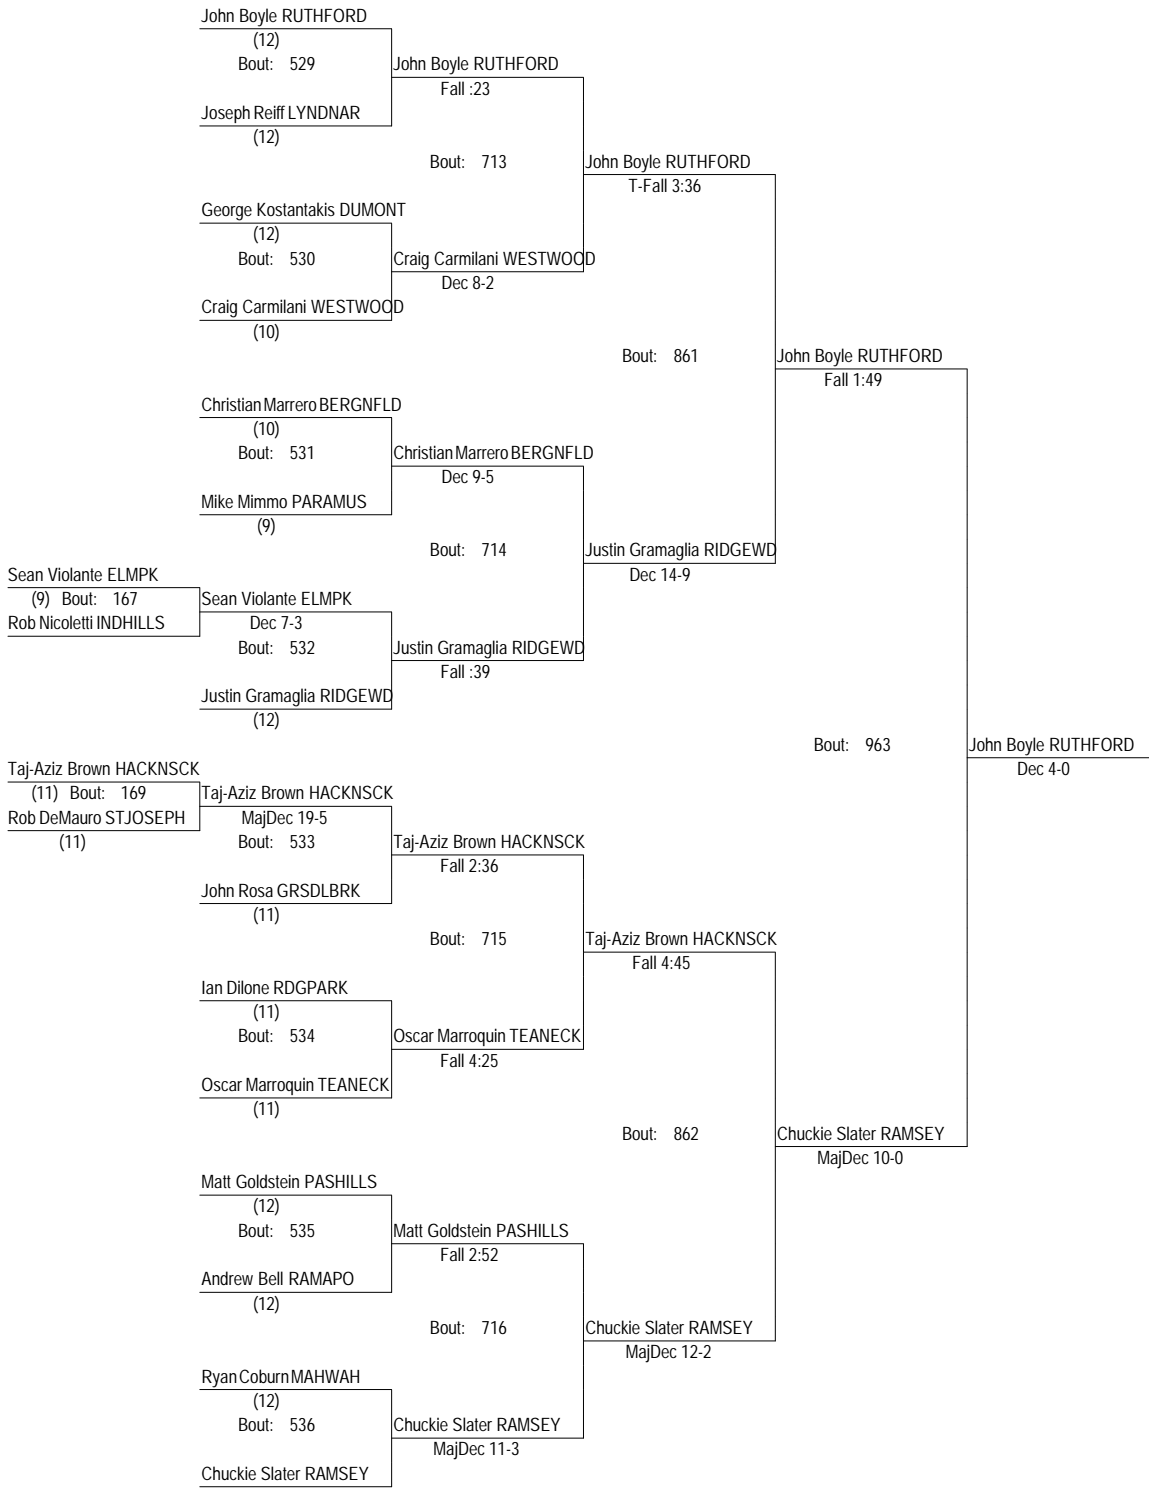 John Boyle RUTHFORD
(12)
Bout: 529
John Boyle RUTHFORD
Fall :23
Joseph Reiff LYNDNAR
(12)
Bout: 713
John Boyle RUTHFORD
T-Fall 3:36
George Kostantakis DUMONT
(12)
Bout: 530
Craig Carmilani WESTWOOD
Dec 8-2
Craig Carmilani WESTWOOD
(10)
Bout: 861
John Boyle RUTHFORD
Fall 1:49
Christian Marrero BERGNFLD
(10)
Bout: 531
Christian Marrero BERGNFLD
Dec 9-5
Mike Mimmo PARAMUS
(9)
Bout: 714
Justin Gramaglia RIDGEWD
Dec 14-9
Sean Violante ELMPK
(9) Bout: 167
Sean Violante ELMPK
Rob Nicoletti INDHILLS
Dec 7-3
Bout: 532
Justin Gramaglia RIDGEWD
Fall :39
Justin Gramaglia RIDGEWD
(12)
Bout: 963
John Boyle RUTHFORD
Dec 4-0
Taj-Aziz Brown HACKNSCK
(11) Bout: 169
Taj-Aziz Brown HACKNSCK
Rob DeMauro STJOSEPH
MajDec 19-5
(11)
Bout: 533
Taj-Aziz Brown HACKNSCK
Fall 2:36
John Rosa GRSDLBRK
(11)
Bout: 715
Taj-Aziz Brown HACKNSCK
Fall 4:45
Ian Dilone RDGPARK
(11)
Bout: 534
Oscar Marroquin TEANECK
Fall 4:25
Oscar Marroquin TEANECK
(11)
Bout: 862
Chuckie Slater RAMSEY
MajDec 10-0
Matt Goldstein PASHILLS
(12)
Bout: 535
Matt Goldstein PASHILLS
Fall 2:52
Andrew Bell RAMAPO
(12)
Bout: 716
Chuckie Slater RAMSEY
MajDec 12-2
Ryan Coburn MAHWAH
(12)
Bout: 536
Chuckie Slater RAMSEY
MajDec 11-3
Chuckie Slater RAMSEY